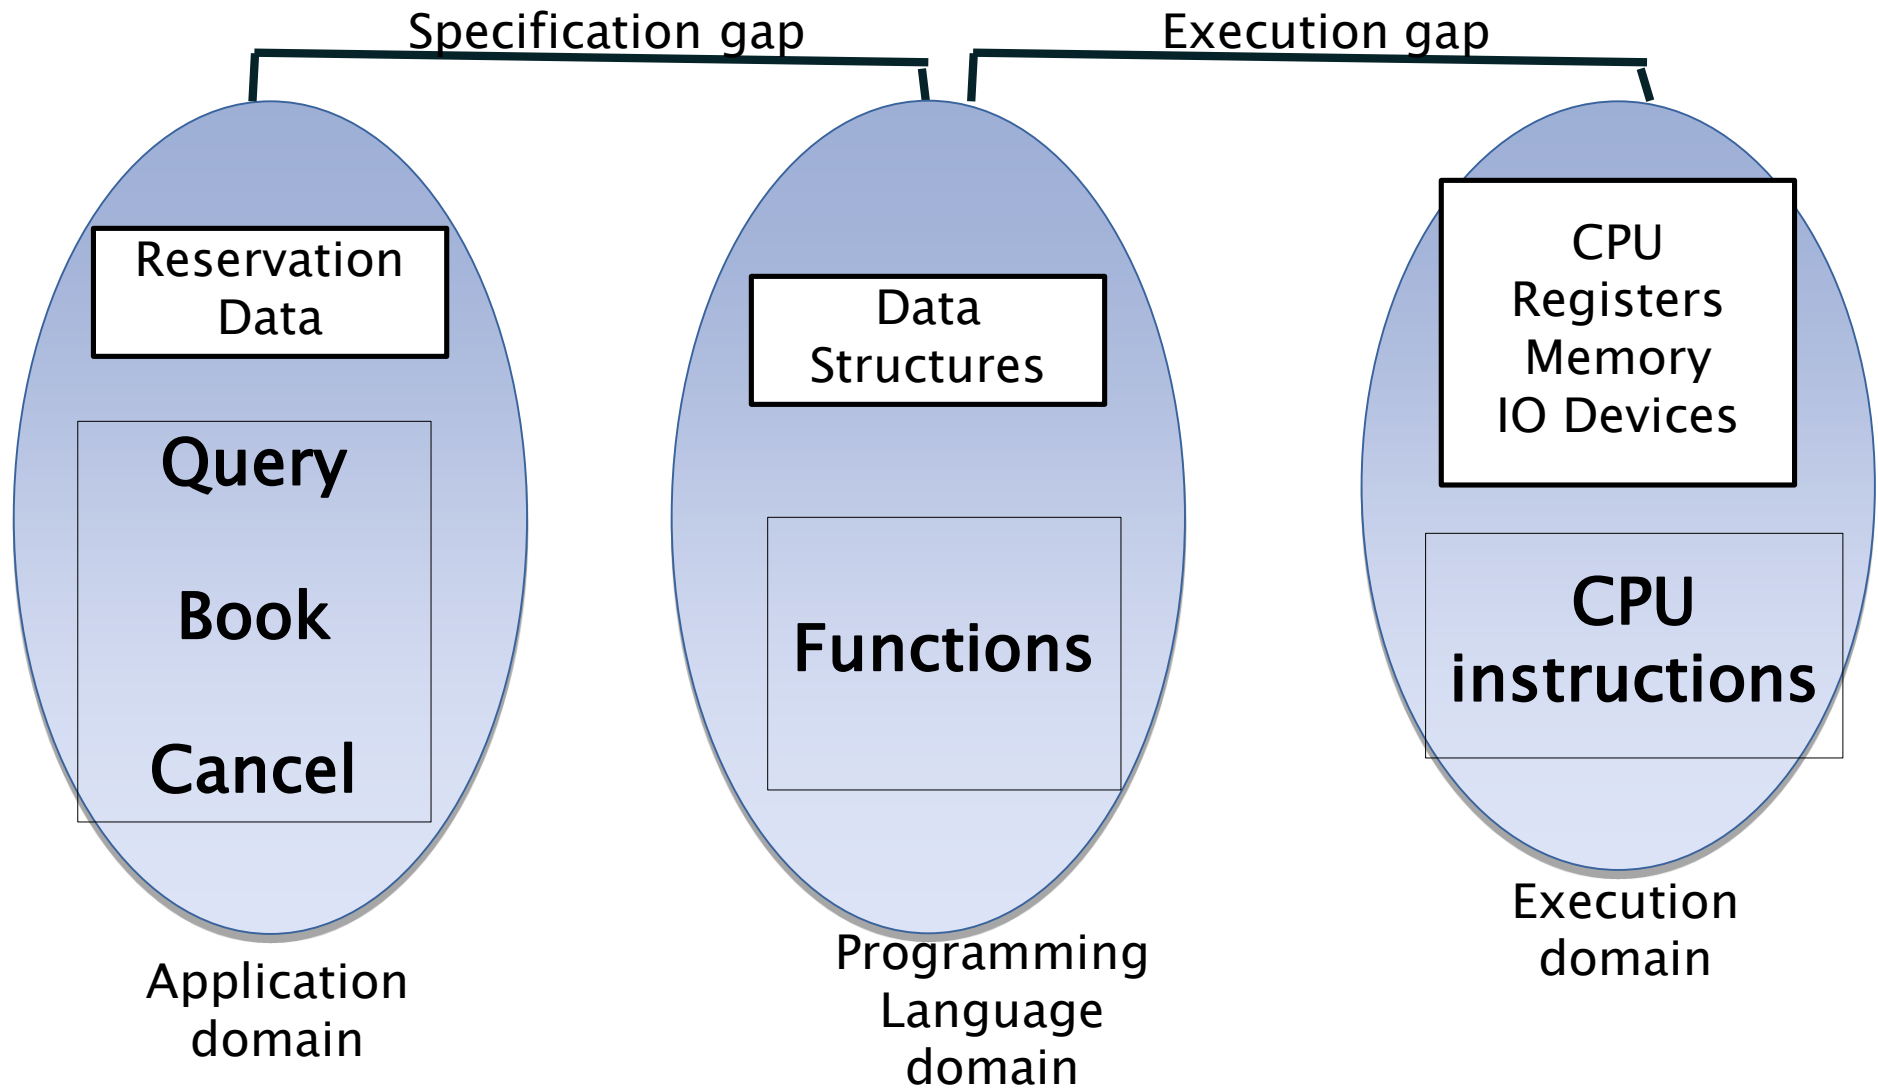 Specification gap
Execution gap
Reservation
Data
Query
Book
Cancel
Application
domain
Data
Structures
Functions
Programming
Language
domain
CPU
Registers
Memory
IO Devices
CPU
instructions
Execution
domain